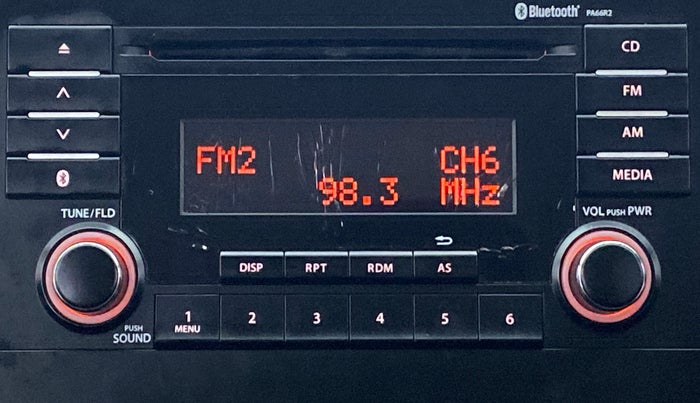 Bluetooth® PA66R2
CD
FM
AM
MEDIA
FM2 CH6
98.3 MHz
TUNE/FLD
VOL PUSH PWR
DISP RPT RDM AS
PUSH
SOUND
1 2 3 4 5 6
MENU